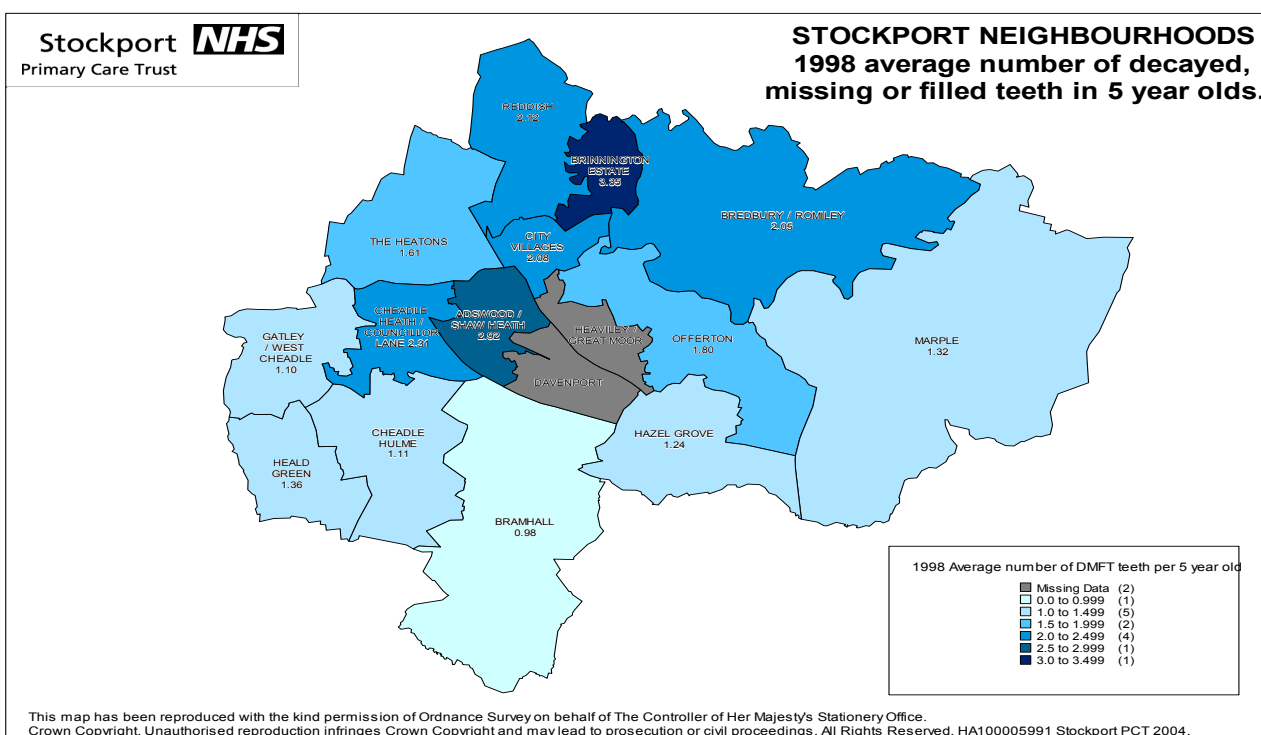 Stockport NHS
Primary Care Trust
STOCKPORT NEIGHBOURHOODS
1998 average number of decayed,
missing or filled teeth in 5 year olds.
REDDISH
2.12
BRINNINGTON
ESTATE
3.35
BREDBURY / ROMILEY
2.05
THE HEATONS
1.61
CITY
VILLAGES
2.08
CHEADLE
HEATH /
COUNCILLOR
LANE 2.31
ADSWOOD /
SHAW HEATH
2.92
HEAVILEY /
GREAT MOOR
OFFERTON
1.80
MARPLE
1.32
GATLEY
/ WEST
CHEADLE
1.10
DAVENPORT
CHEADLE
HULME
1.11
HAZEL GROVE
1.24
HEALD
GREEN
1.36
BRAMHALL
0.98
1998 Average number of DMFT teeth per 5 year old
Missing Data (2)
0.0 to 0.999 (1)
1.0 to 1.499 (5)
1.5 to 1.999 (2)
2.0 to 2.499 (4)
2.5 to 2.999 (1)
3.0 to 3.499 (1)
This map has been reproduced with the kind permission of Ordnance Survey on behalf of The Controller of Her Majesty's Stationery Office.
Crown Copyright. Unauthorised reproduction infringes Crown Copyright and may lead to prosecution or civil proceedings. All Rights Reserved. HA100005991 Stockport PCT 2004.